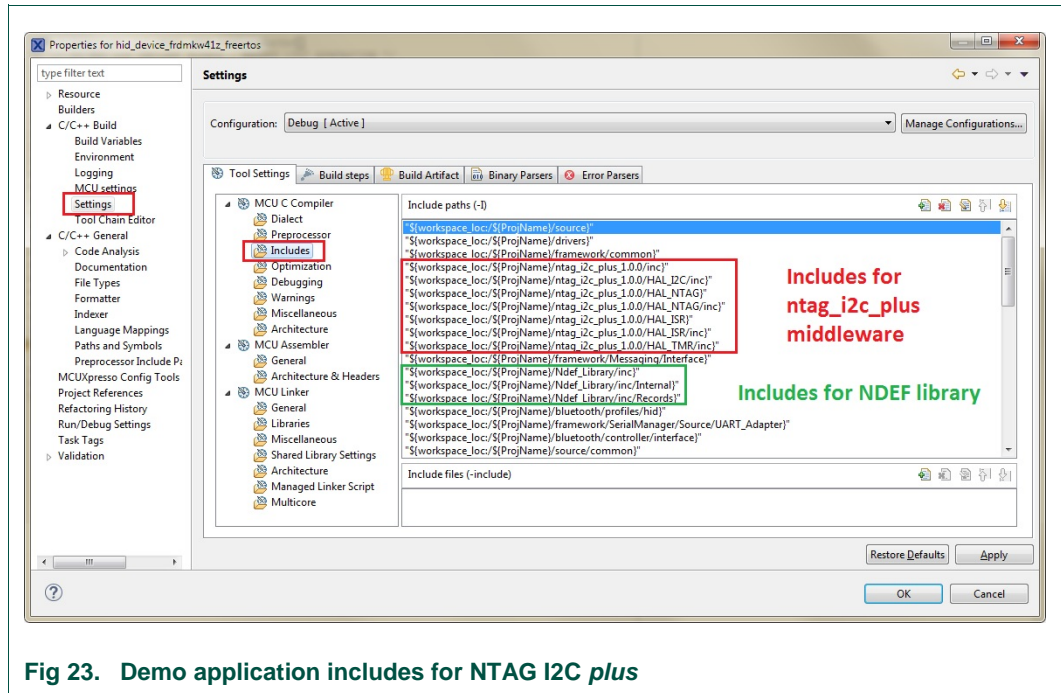 Properties for hid_device_frdmkw41z_freertos
type filter text
Settings
Resource
Builders
C/C++ Build
Build Variables
Environment
Logging
MCU settings
Settings
Tool Chain Editor
C/C++ General
Code Analysis
Documentation
File Types
Formatter
Indexer
Language Mappings
Paths and Symbols
Preprocessor Include Pa
MCUXpresso Config Tools
Project References
Refactoring History
Run/Debug Settings
Task Tags
Validation
Configuration: Debug [ Active ]
Manage Configurations...
Tool Settings Build steps Build Artifact Binary Parsers Error Parsers
MCU C Compiler
Dialect
Preprocessor
Includes
Optimization
Debugging
Warnings
Miscellaneous
Architecture
MCU Assembler
General
Architecture & Headers
MCU Linker
General
Libraries
Miscellaneous
Shared Library Settings
Architecture
Managed Linker Script
Multicore
Include paths (-I)
"${workspace_loc:/${ProjName}/source}"
"${workspace_loc:/${ProjName}/drivers}"
"${workspace_loc:/${ProjName}/framework/common}"
"${workspace_loc:/${ProjName}/ntag_i2c_plus_1.0.0/inc}"
"${workspace_loc:/${ProjName}/ntag_i2c_plus_1.0.0/HAL_I2C/inc}"
"${workspace_loc:/${ProjName}/ntag_i2c_plus_1.0.0/HAL_NTAG}"
"${workspace_loc:/${ProjName}/ntag_i2c_plus_1.0.0/HAL_NTAG/inc}"
"${workspace_loc:/${ProjName}/ntag_i2c_plus_1.0.0/HAL_ISR}"
"${workspace_loc:/${ProjName}/ntag_i2c_plus_1.0.0/HAL_ISR/inc}"
"${workspace_loc:/${ProjName}/ntag_i2c_plus_1.0.0/HAL_TMR/inc}"
"${workspace_loc:/${ProjName}/framework/Messaging/Interface}"
"${workspace_loc:/${ProjName}/Ndef_Library/inc}"
"${workspace_loc:/${ProjName}/Ndef_Library/inc/Internal}"
"${workspace_loc:/${ProjName}/Ndef_Library/inc/Records}"
"${workspace_loc:/${ProjName}/bluetooth/profiles/hid}"
"${workspace_loc:/${ProjName}/framework/SerialManager/Source/UART_Adapter}"
"${workspace_loc:/${ProjName}/bluetooth/controller/interface}"
"${workspace_loc:/${ProjName}/source/common}"
Includes for
ntag_i2c_plus
middleware
Includes for NDEF library
Include files (-include)
Restore Defaults Apply
OK Cancel
Fig 23. Demo application includes for NTAG I2C plus